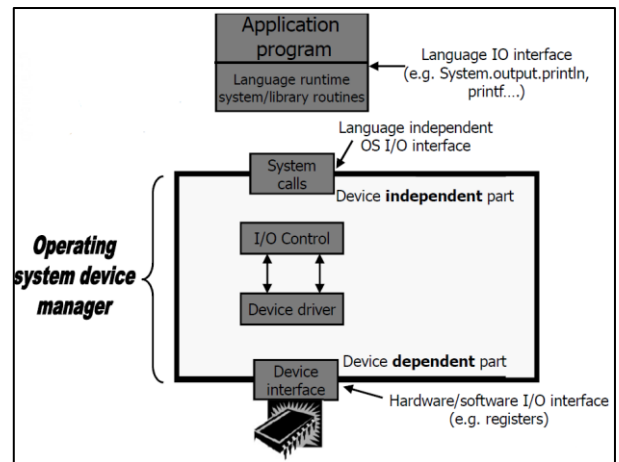 Application
program
Language runtime
system/library routines
Language IO interface
(e.g. System.output.println,
printf....)
Language independent
OS I/O interface
System
calls
Device independent part
Operating
system device
manager
I/O Control
Device driver
Device dependent part
Device
interface
Hardware/software I/O interface
(e.g. registers)